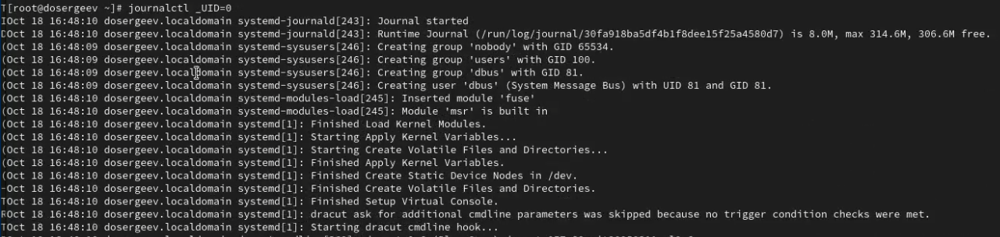 T[root@dosergeev ~]# journalctl _UID=0
IOct 18 16:48:10 dosergeev.localdomain systemd-journald[243]: Journal started
DOct 18 16:48:10 dosergeev.localdomain systemd-journald[243]: Runtime Journal (/run/log/journal/30fa918ba5df4b1f8dee15f25a4580d7) is 8.0M, max 314.6M, 306.6M free.
(Oct 18 16:48:09 dosergeev.localdomain systemd-sysusers[246]: Creating group 'nobody' with GID 65534.
(Oct 18 16:48:09 dosergeev.localdomain systemd-sysusers[246]: Creating group 'users' with GID 100.
(Oct 18 16:48:09 dosergeev.localdomain systemd-sysusers[246]: Creating group 'dbus' with GID 81.
(Oct 18 16:48:09 dosergeev.localdomain systemd-sysusers[246]: Creating user 'dbus' (System Message Bus) with UID 81 and GID 81.
(Oct 18 16:48:10 dosergeev.localdomain systemd-modules-load[245]: Inserted module 'fuse'
(Oct 18 16:48:10 dosergeev.localdomain systemd-modules-load[245]: Module 'msr' is built in
(Oct 18 16:48:10 dosergeev.localdomain systemd[1]: Finished Load Kernel Modules.
(Oct 18 16:48:10 dosergeev.localdomain systemd[1]: Starting Apply Kernel Variables...
(Oct 18 16:48:10 dosergeev.localdomain systemd[1]: Starting Create Volatile Files and Directories...
(Oct 18 16:48:10 dosergeev.localdomain systemd[1]: Finished Apply Kernel Variables.
(Oct 18 16:48:10 dosergeev.localdomain systemd[1]: Finished Create Static Device Nodes in /dev.
-Oct 18 16:48:10 dosergeev.localdomain systemd[1]: Finished Create Volatile Files and Directories.
TOct 18 16:48:10 dosergeev.localdomain systemd[1]: Finished Setup Virtual Console.
ROct 18 16:48:10 dosergeev.localdomain systemd[1]: dracut ask for additional cmdline parameters was skipped because no trigger condition checks were met.
TOct 18 16:48:10 dosergeev.localdomain systemd[1]: Starting dracut cmdline hook...